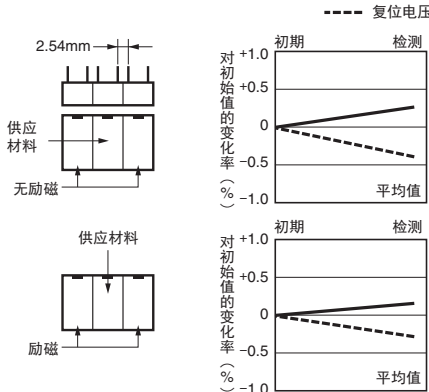 复位电压
2.54mm
供应
材料
无励磁
对初始值的变化率(%)
+1.0
+0.5
0
−0.5
−1.0
初期
检测
平均值
供应材料
励磁
对初始值的变化率(%)
+1.0
+0.5
0
−0.5
−1.0
初期
检测
平均值